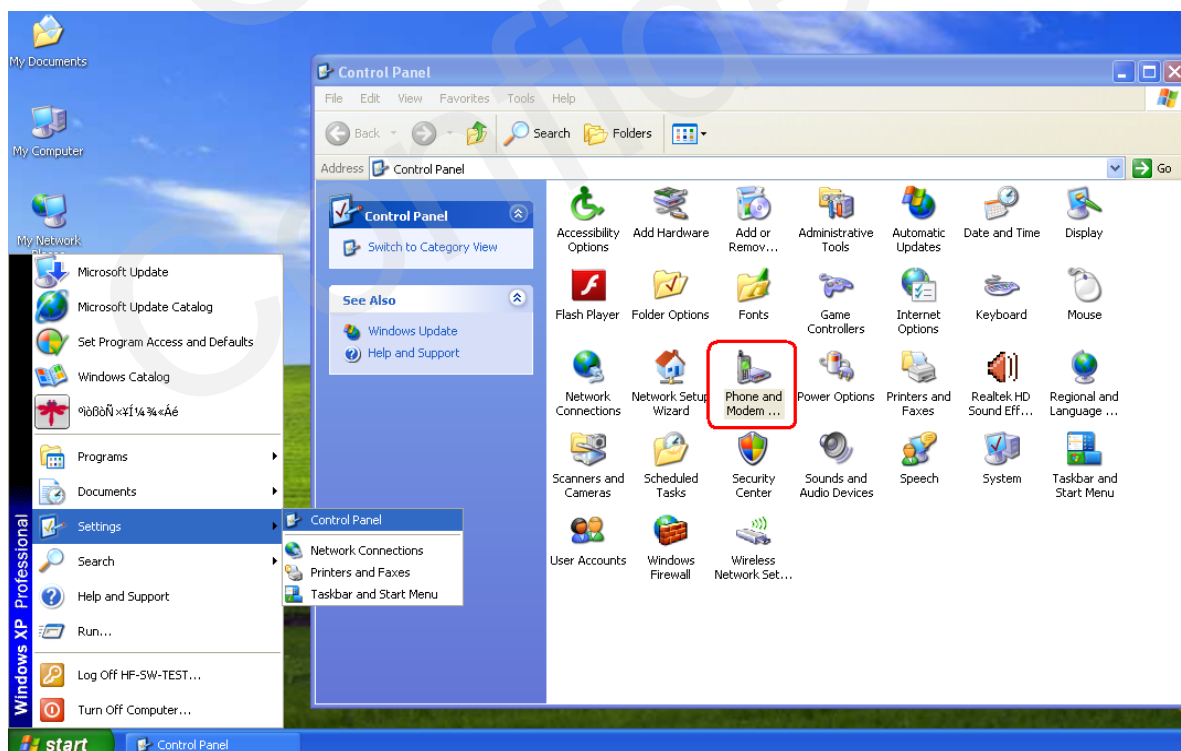 My Documents
My Computer
My Network
Microsoft Update
Microsoft Update Catalog
Set Program Access and Defaults
Windows Catalog
ºìòßòÑ×¥Í¼¾«Áé
Programs
Documents
Settings
Search
Help and Support
Run...
Log Off HF-SW-TEST...
Turn Off Computer...
Windows XP Professional
Control Panel
Network Connections
Printers and Faxes
Taskbar and Start Menu
Control Panel
File Edit View Favorites Tools Help
Back Search Folders
Address Control Panel Go
Control Panel
Switch to Category View
See Also
Windows Update
Help and Support
Accessibility Options
Add Hardware
Add or Remov...
Administrative Tools
Automatic Updates
Date and Time
Display
Flash Player
Folder Options
Fonts
Game Controllers
Internet Options
Keyboard
Mouse
Network Connections
Network Setup Wizard
Phone and Modem ...
Power Options
Printers and Faxes
Realtek HD Sound Eff...
Regional and Language ...
Scanners and Cameras
Scheduled Tasks
Security Center
Sounds and Audio Devices
Speech
System
Taskbar and Start Menu
User Accounts
Windows Firewall
Wireless Network Set...
start
Control Panel